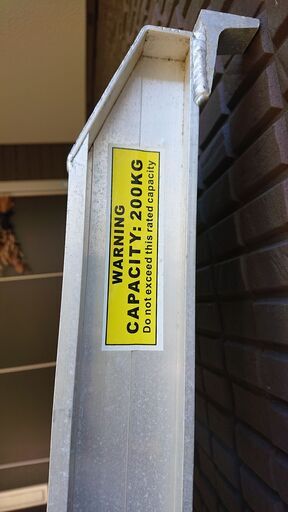 WARNING
CAPACITY: 200KG
Do not exceed this rated capacity